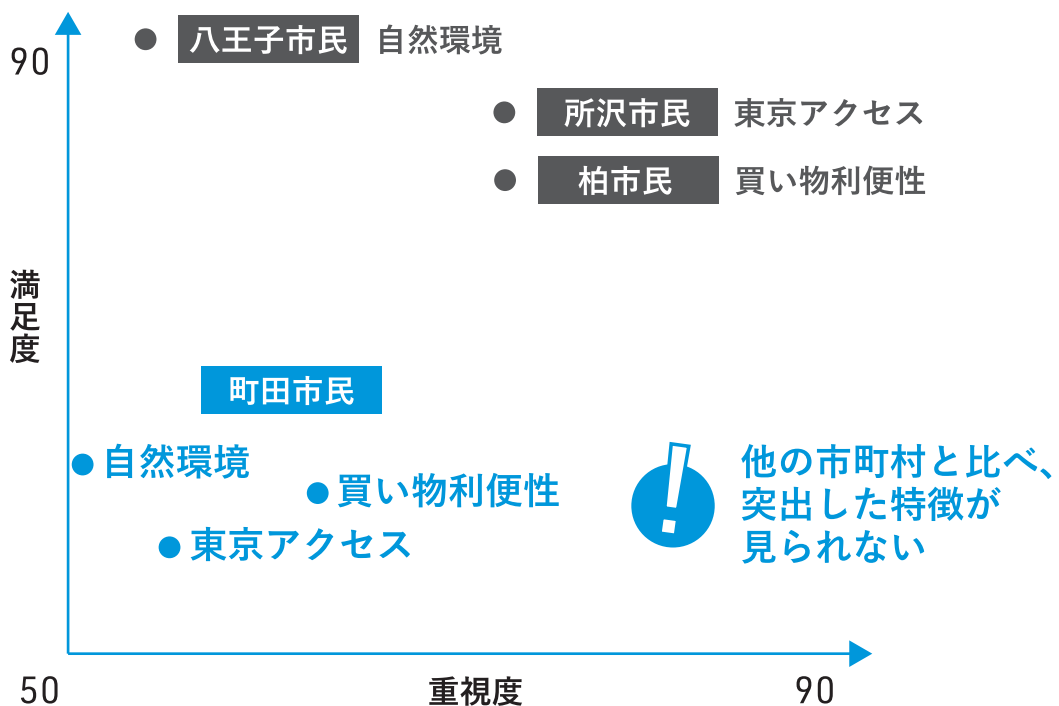 90
八王子市民 自然環境
所沢市民 東京アクセス
柏市民 買い物利便性
満足度
町田市民
自然環境
買い物利便性
東京アクセス
他の市町村と比べ、
突出した特徴が
見られない
50
重視度
90